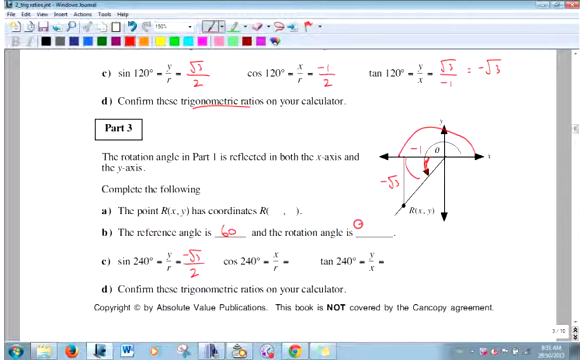 2_trig ratios.jnt - Windows Journal
File Edit View Insert Actions Tools Help
150%
c) sin 120° = y/r = √3/2 cos 120° = x/r = -1/2 tan 120° = y/x = √3/-1 = -√3
d) Confirm these trigonometric ratios on your calculator.
Part 3
The rotation angle in Part 1 is reflected in both the x-axis and
the y-axis.
Complete the following
a) The point R(x, y) has coordinates R( , ).
b) The reference angle is 60 and the rotation angle is ______.
c) sin 240° = y/r = -√3/2 cos 240° = x/r = tan 240° = y/x =
d) Confirm these trigonometric ratios on your calculator.
y
-1
θ
x
-√3
R(x, y)
Copyright © by Absolute Value Publications. This book is NOT covered by the Cancopy agreement.
3 / 10